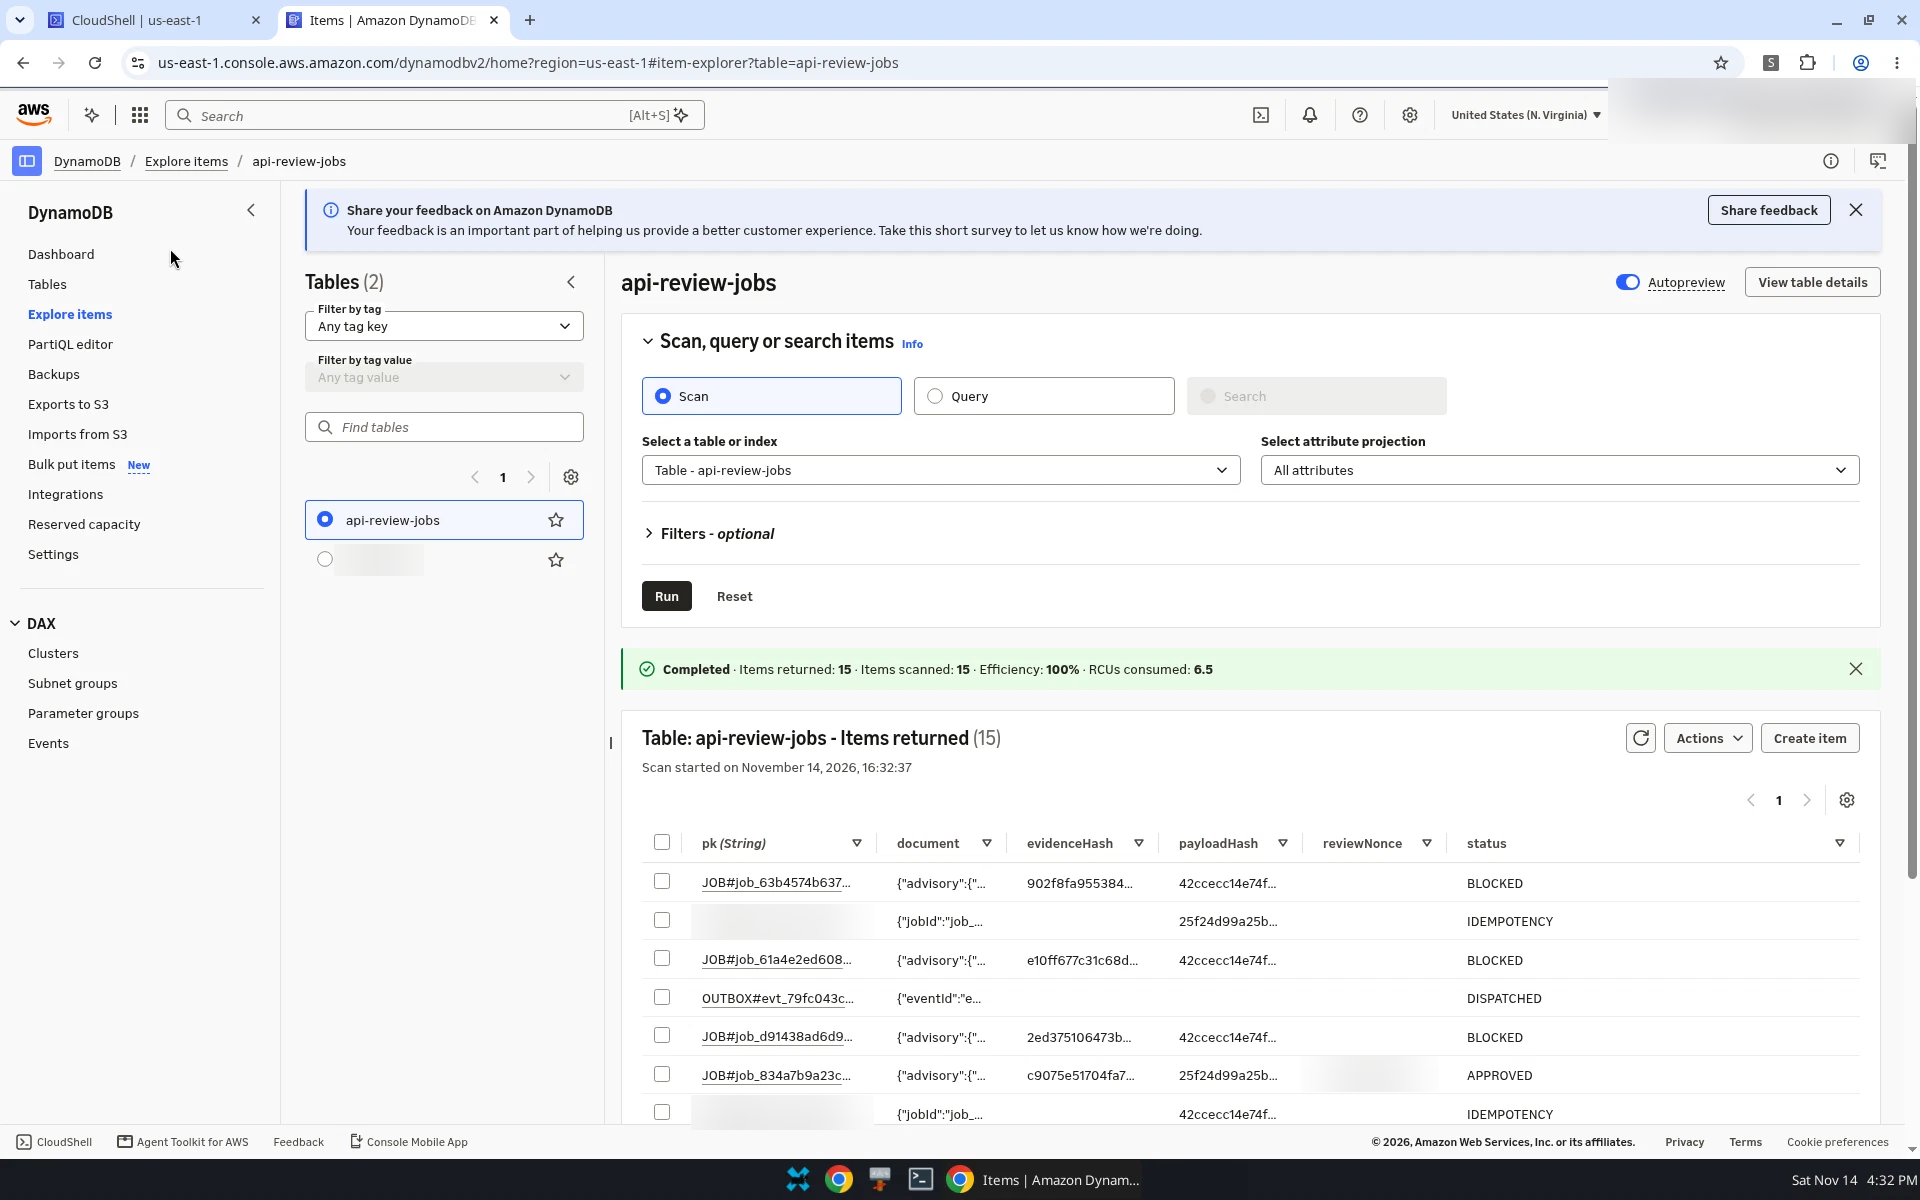 CloudShell | us-east-1
Items | Amazon DynamoDB
us-east-1.console.aws.amazon.com/dynamodbv2/home?region=us-east-1#item-explorer?table=api-review-jobs
S
aws
Search
[Alt+S]
United States (N. Virginia)
DynamoDB / Explore items / api-review-jobs
DynamoDB
Dashboard
Tables
Explore items
PartiQL editor
Backups
Exports to S3
Imports from S3
Bulk put items New
Integrations
Reserved capacity
Settings
DAX
Clusters
Subnet groups
Parameter groups
Events
Share your feedback on Amazon DynamoDB
Your feedback is an important part of helping us provide a better customer experience. Take this short survey to let us know how we're doing.
Share feedback
Tables (2)
Filter by tag
Any tag key
Filter by tag value
Any tag value
Find tables
1
api-review-jobs
api-review-jobs
Autopreview
View table details
Scan, query or search items Info
Scan
Query
Search
Select a table or index
Table - api-review-jobs
Select attribute projection
All attributes
Filters - optional
Run
Reset
Completed · Items returned: 15 · Items scanned: 15 · Efficiency: 100% · RCUs consumed: 6.5
Table: api-review-jobs - Items returned (15)
Scan started on November 14, 2026, 16:32:37
Actions
Create item
1
pk (String) document evidenceHash payloadHash reviewNonce status
JOB#job_63b4574b637... {"advisory":{"... 902f8fa955384... 42ccecc14e74f... BLOCKED
{"jobId":"job_... 25f24d99a25b... IDEMPOTENCY
JOB#job_61a4e2ed608... {"advisory":{"... e10ff677c31c68d... 42ccecc14e74f... BLOCKED
OUTBOX#evt_79fc043c... {"eventId":"e... DISPATCHED
JOB#job_d91438ad6d9... {"advisory":{"... 2ed375106473b... 42ccecc14e74f... BLOCKED
JOB#job_834a7b9a23c... {"advisory":{"... c9075e51704fa7... 25f24d99a25b... APPROVED
{"jobId":"job_... 42ccecc14e74f... IDEMPOTENCY
CloudShell
Agent Toolkit for AWS
Feedback
Console Mobile App
© 2026, Amazon Web Services, Inc. or its affiliates.
Privacy
Terms
Cookie preferences
Items | Amazon Dynam...
Sat Nov 14 4:32 PM